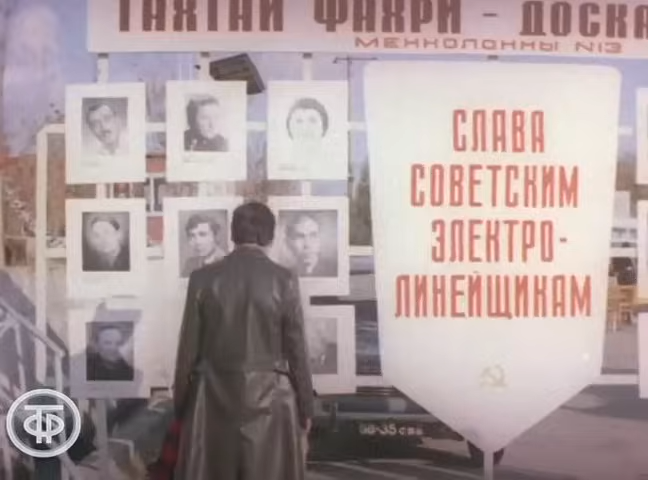 ТАХТАИ ФАХРИ - ДОСКА
МЕХКОЛОННЫ №13
СЛАВА
СОВЕТСКИМ
ЭЛЕКТРО-
ЛИНЕЙЩИКАМ